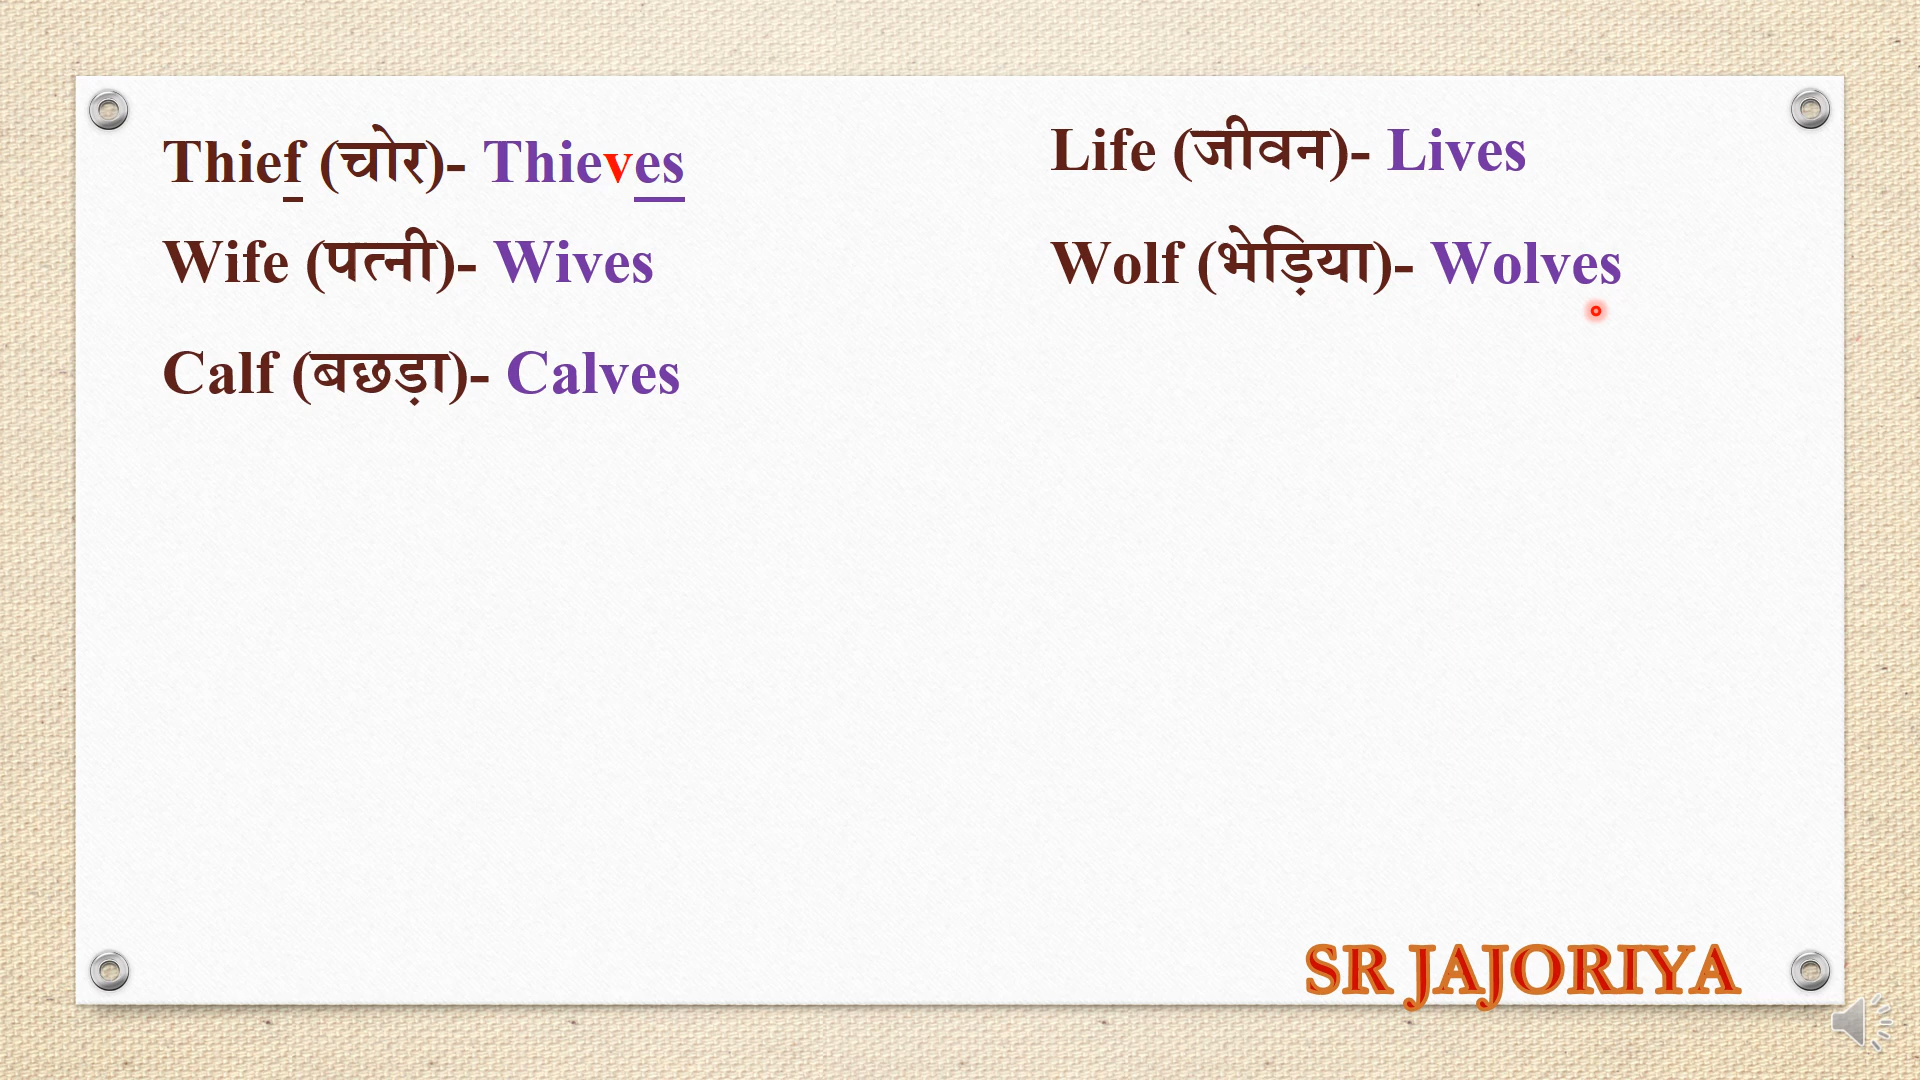 Thief (चोर)- Thieves
Wife (पत्नी)- Wives
Calf (बछड़ा)- Calves
Life (जीवन)- Lives
Wolf (भेड़िया)- Wolves
SR JAJORIYA